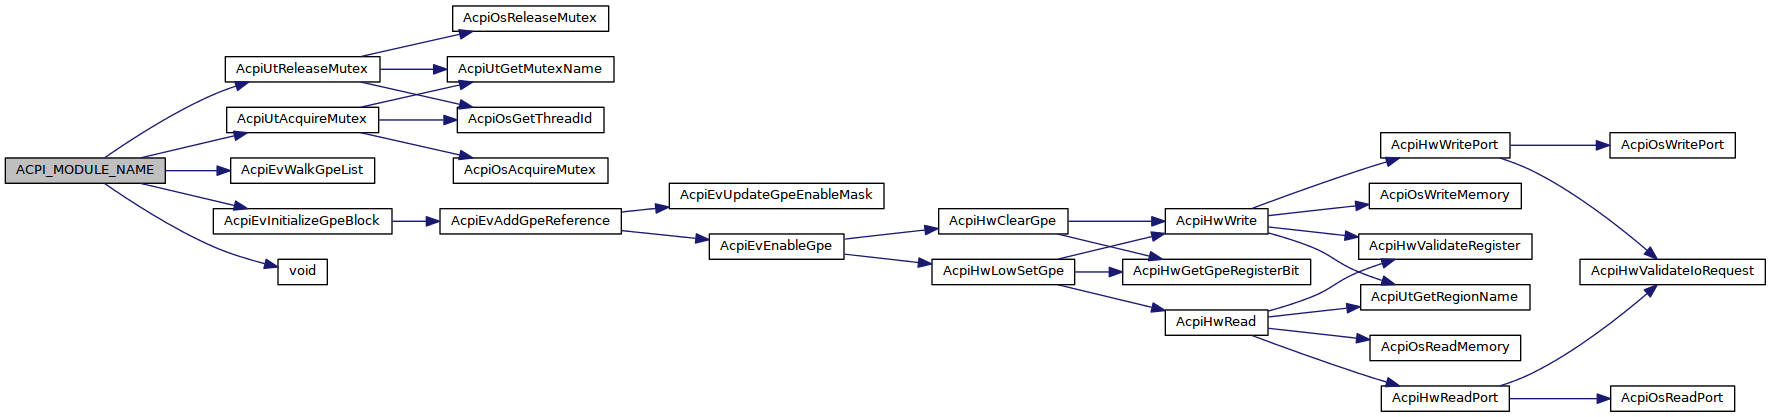 AcpiOsReleaseMutex
AcpiUtReleaseMutex
AcpiUtGetMutexName
AcpiUtAcquireMutex
AcpiOsGetThreadId
ACPI_MODULE_NAME
AcpiEvWalkGpeList
AcpiOsAcquireMutex
AcpiEvInitializeGpeBlock
AcpiEvAddGpeReference
void
AcpiEvUpdateGpeEnableMask
AcpiEvEnableGpe
AcpiHwClearGpe
AcpiHwLowSetGpe
AcpiHwWrite
AcpiHwGetGpeRegisterBit
AcpiHwRead
AcpiHwWritePort
AcpiOsWriteMemory
AcpiHwValidateRegister
AcpiUtGetRegionName
AcpiOsReadMemory
AcpiHwReadPort
AcpiOsWritePort
AcpiHwValidateIoRequest
AcpiOsReadPort